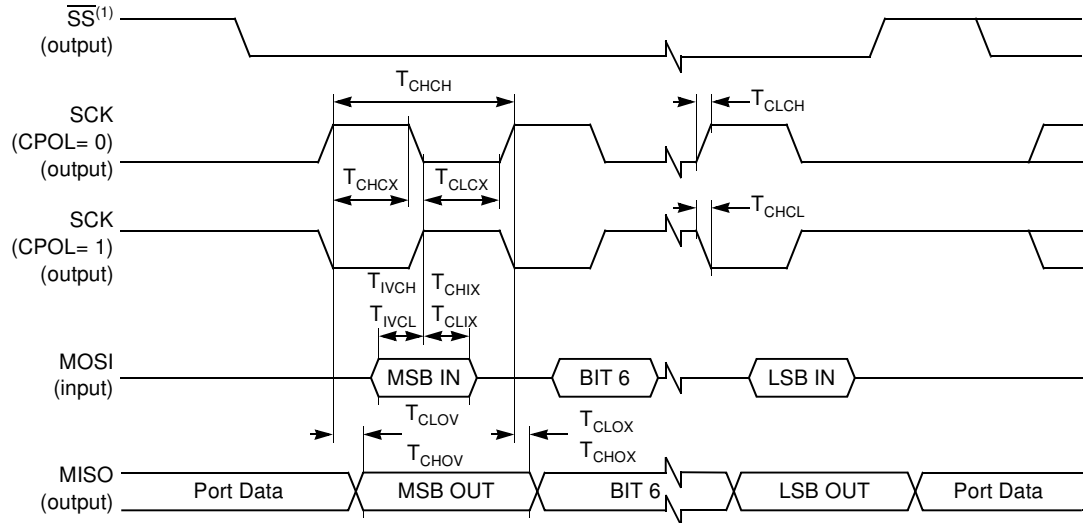 SS(1)
(output)
TCHCH
TCLCH
SCK
(CPOL= 0)
(output)
TCHCX
TCLCX
TCHCL
SCK
(CPOL= 1)
(output)
TIVCH
TCHIX
TIVCL
TCLIX
MOSI
(input)
MSB IN
BIT 6
LSB IN
TCLOV
TCLOX
TCHOV
TCHOX
MISO
(output)
Port Data
MSB OUT
BIT 6
LSB OUT
Port Data